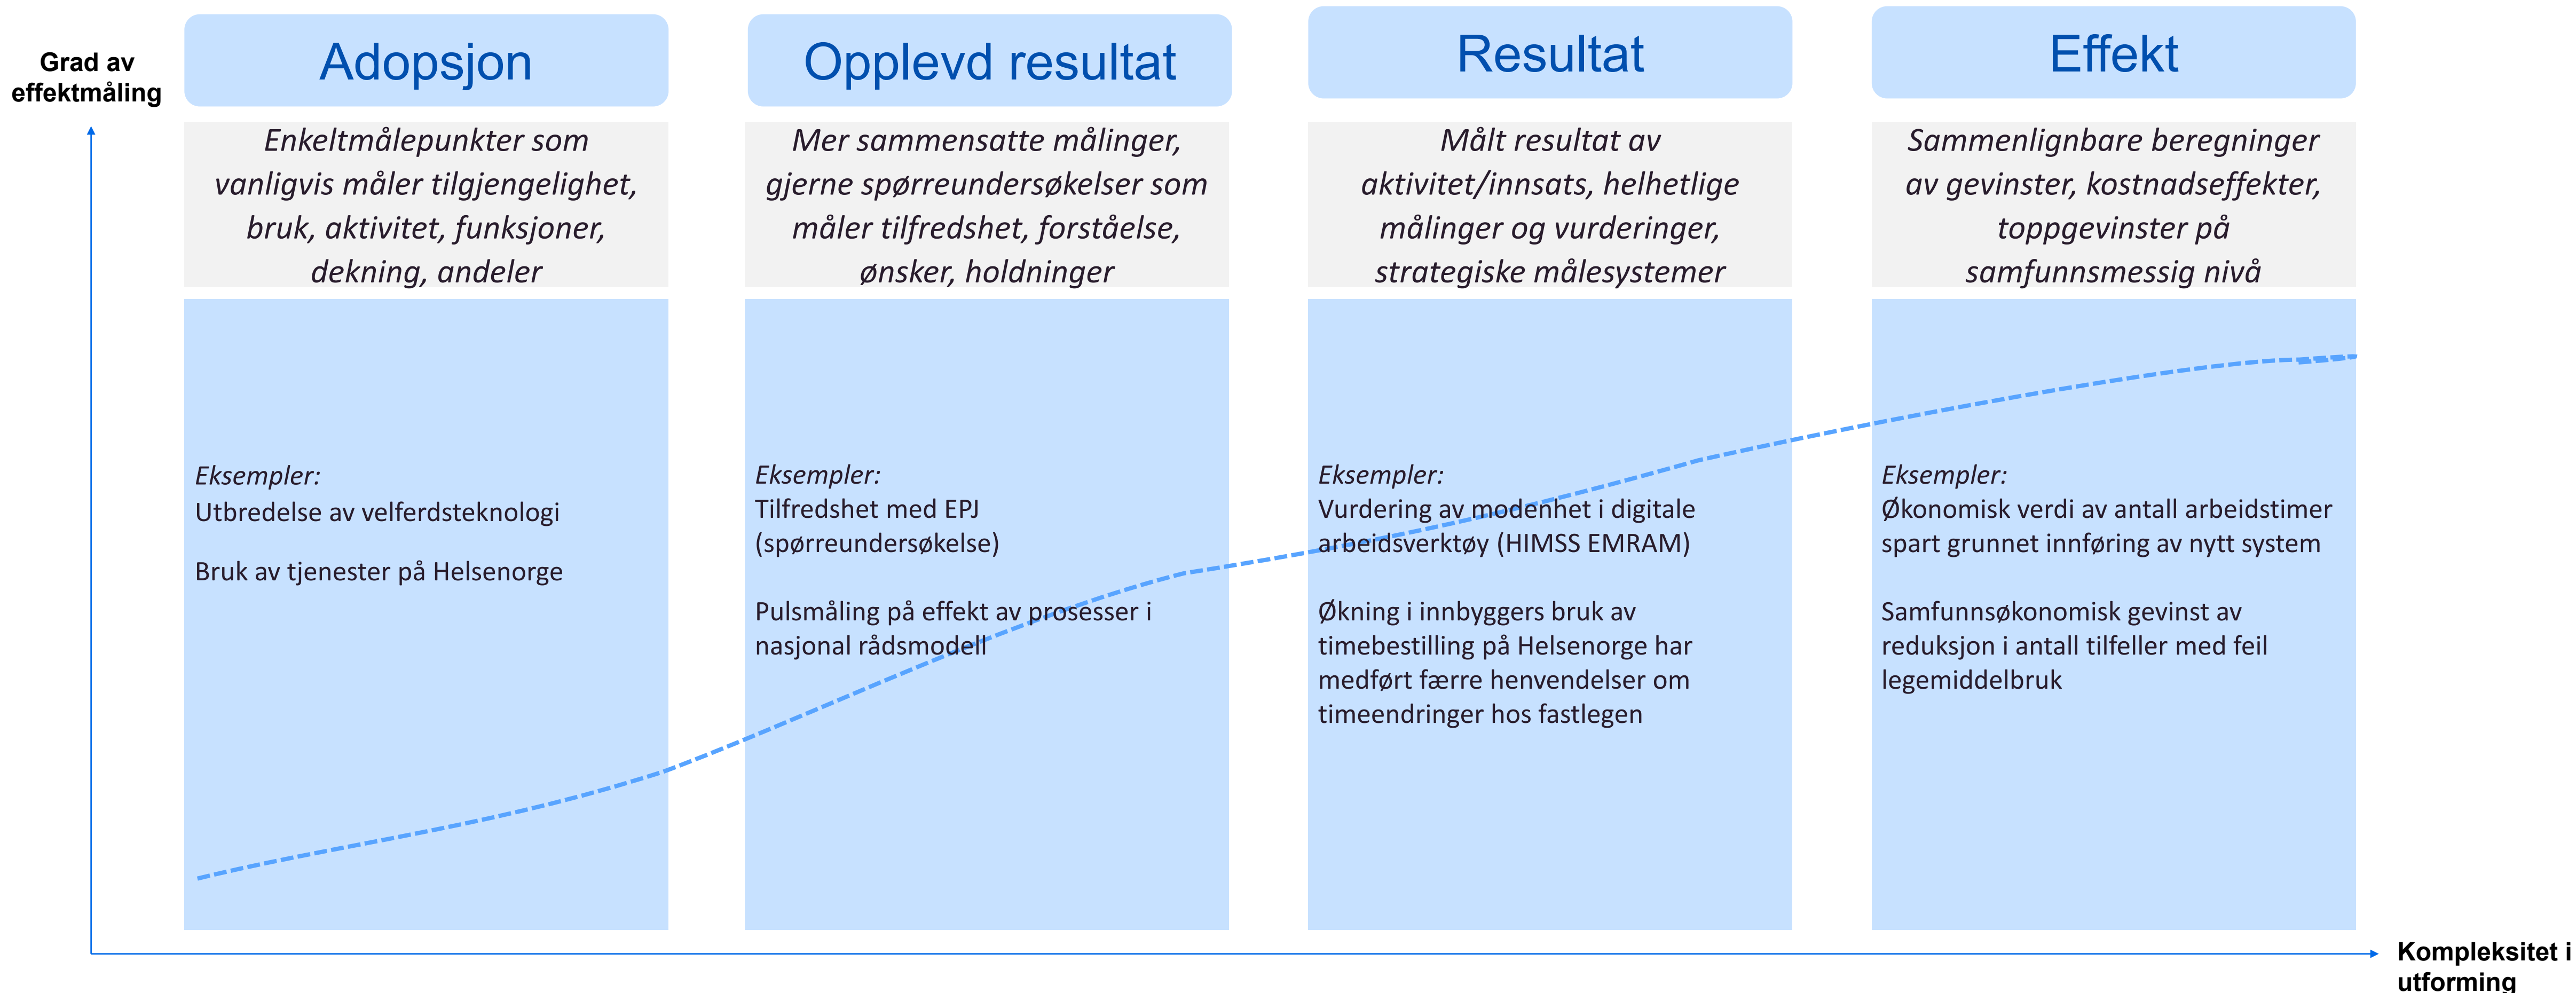 Grad av
effektmåling
Adopsjon
Enkeltmålepunkter som
vanligvis måler tilgjengelighet,
bruk, aktivitet, funksjoner,
dekning, andeler
Eksempler:
Utbredelse av velferdsteknologi
Bruk av tjenester på Helsenorge
Opplevd resultat
Mer sammensatte målinger,
gjerne spørreundersøkelser som
måler tilfredshet, forståelse,
ønsker, holdninger
Eksempler:
Tilfredshet med EPJ
(spørreundersøkelse)
Pulsmåling på effekt av prosesser i
nasjonal rådsmodell
Resultat
Målt resultat av
aktivitet/innsats, helhetlige
målinger og vurderinger,
strategiske målesystemer
Eksempler:
Vurdering av modenhet i digitale
arbeidsverktøy (HIMSS EMRAM)
Økning i innbyggers bruk av
timebestilling på Helsenorge har
medført færre henvendelser om
timeendringer hos fastlegen
Effekt
Sammenlignbare beregninger
av gevinster, kostnadseffekter,
toppgevinster på
samfunnsmessig nivå
Eksempler:
Økonomisk verdi av antall arbeidstimer
spart grunnet innføring av nytt system
Samfunnsøkonomisk gevinst av
reduksjon i antall tilfeller med feil
legemiddelbruk
Kompleksitet i
utforming